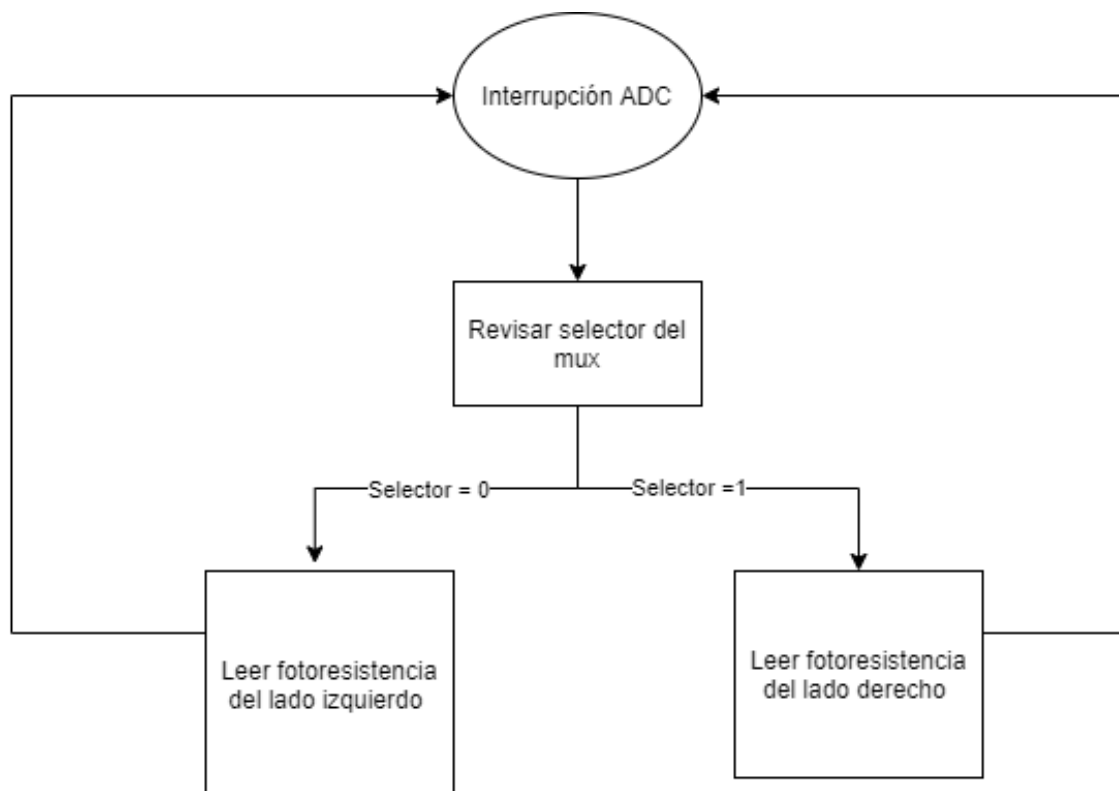 Interrupción ADC
Revisar selector del
mux
Selector = 0
Selector =1
Leer fotoresistencia
del lado izquierdo
Leer fotoresistencia
del lado derecho